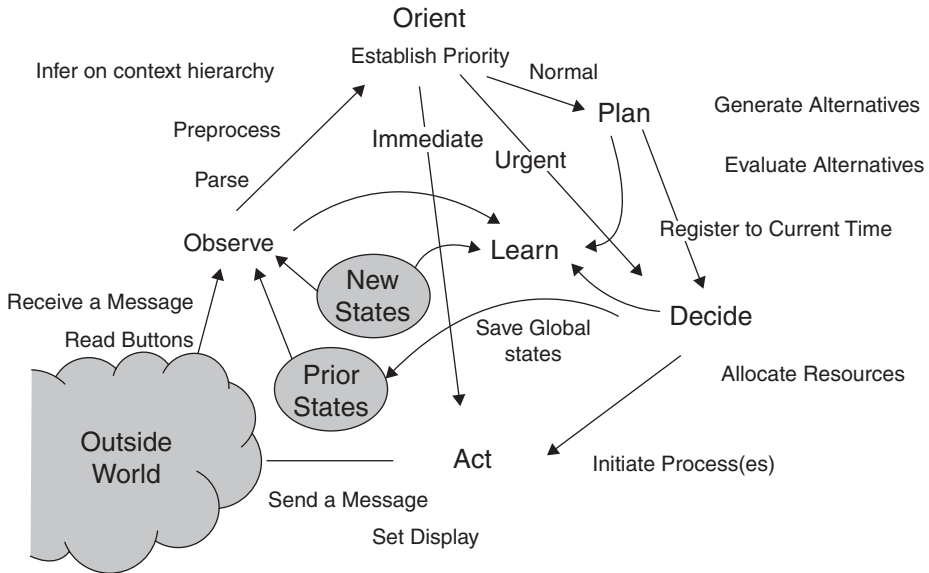 Orient
Establish Priority
Infer on context hierarchy
Normal
Plan
Generate Alternatives
Preprocess
Immediate
Urgent
Evaluate Alternatives
Parse
Observe
Learn
Register to Current Time
New
States
Receive a Message
Read Buttons
Save Global
states
Decide
Prior
States
Allocate Resources
Outside
World
Act
Initiate Process(es)
Send a Message
Set Display